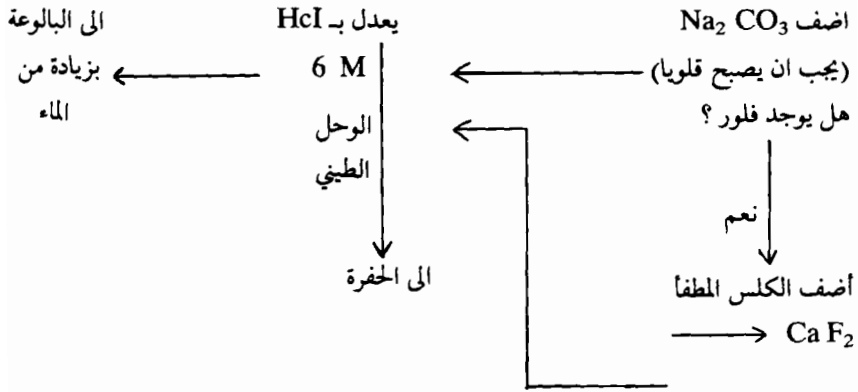 اضف Na₂ CO₃
(يجب ان يصبح قلويا)
هل يوجد فلور ؟
نعم
أضف الكلس المطفأ
Ca F₂
يعدل بـ HcI
6 M
الوحل
الطيني
الى الحفرة
الى البالوعة
بزيادة من
الماء